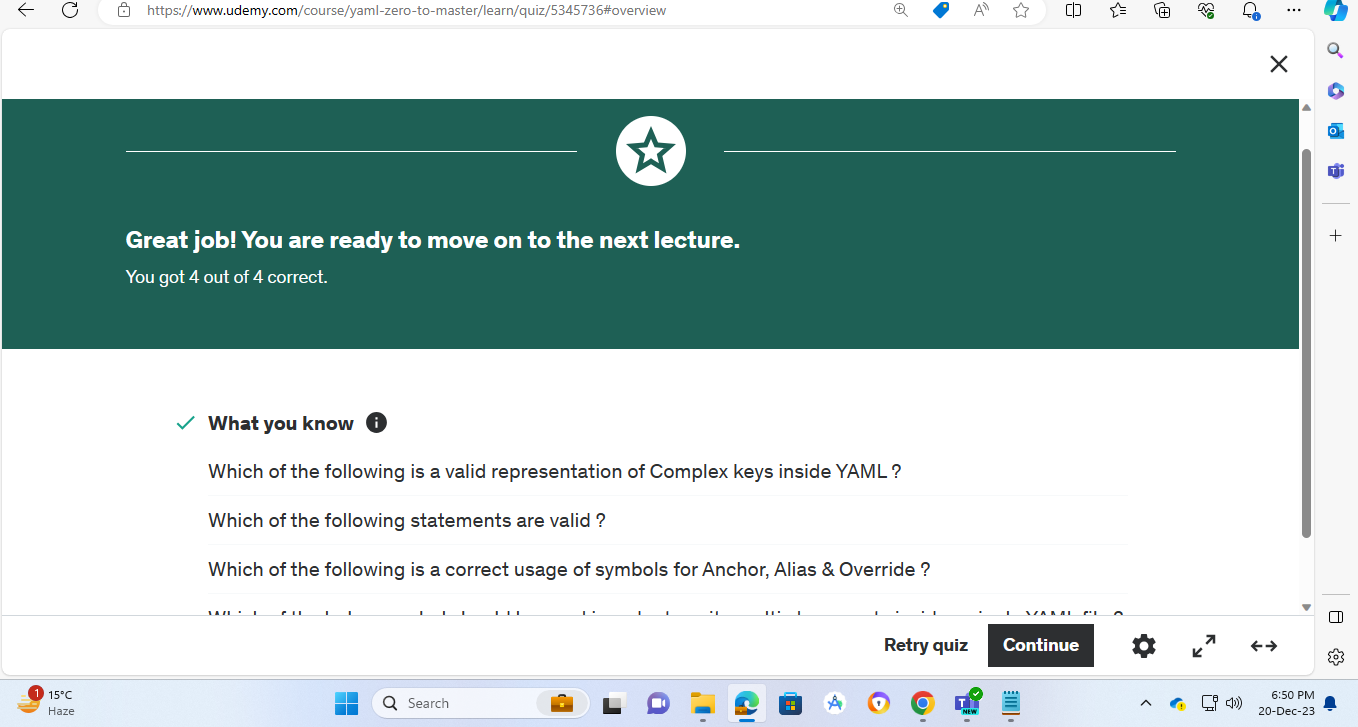 https://www.udemy.com/course/yaml-zero-to-master/learn/quiz/5345736#overview
Great job! You are ready to move on to the next lecture.
You got 4 out of 4 correct.
What you know
Which of the following is a valid representation of Complex keys inside YAML ?
Which of the following statements are valid ?
Which of the following is a correct usage of symbols for Anchor, Alias & Override ?
Retry quiz
Continue
1
15°C
Haze
Search
NEW
6:50 PM
20-Dec-23